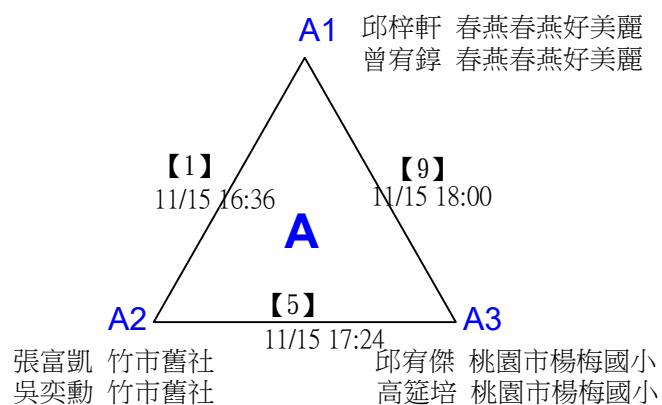 A1
邱梓軒 春燕春燕好美麗
曾宥錞 春燕春燕好美麗
【1】
11/15 16:36
【9】
11/15 18:00
A
【5】
11/15 17:24
A2
A3
張富凱 竹市舊社
吳奕勳 竹市舊社
邱宥傑 桃園市楊梅國小
高筵培 桃園市楊梅國小